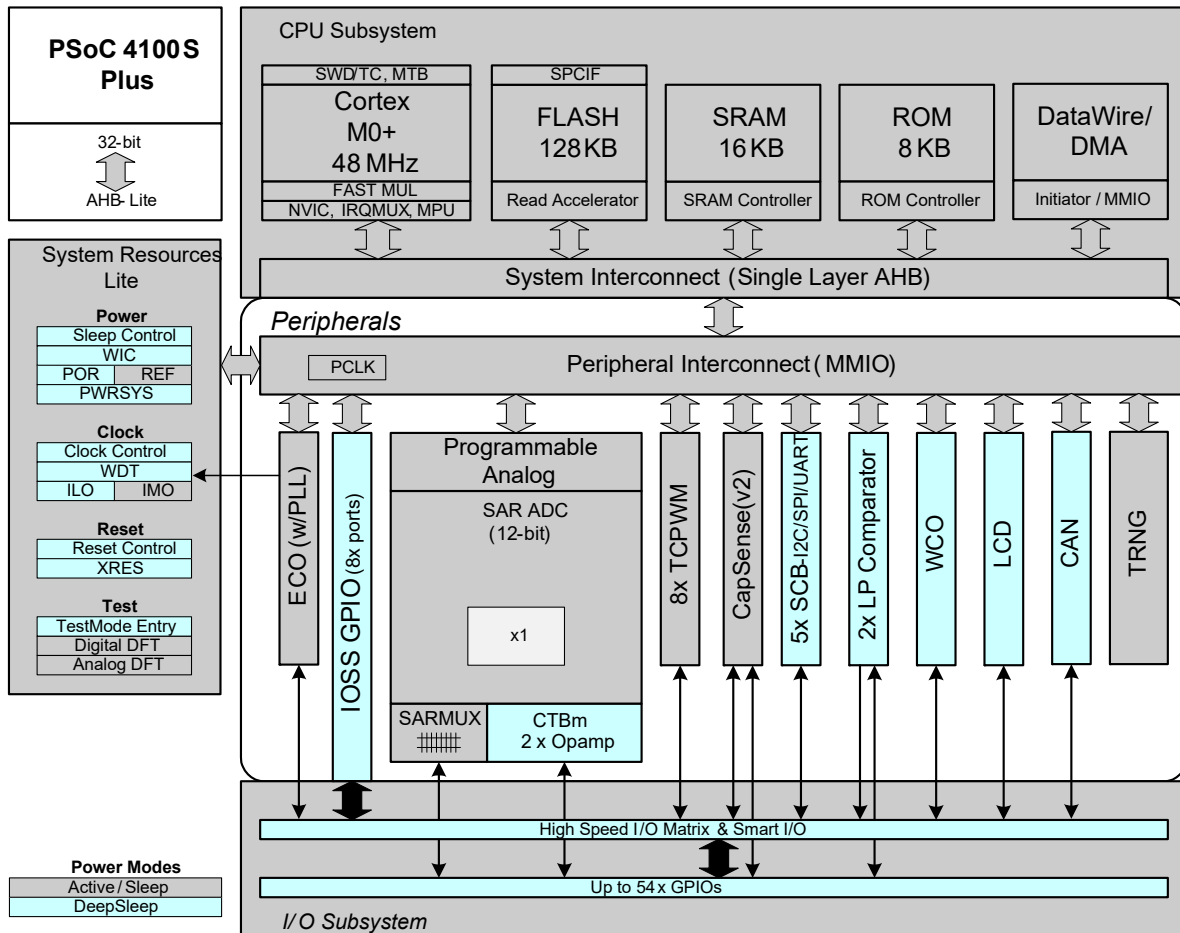 PSoC 4100S
Plus
32-bit
AHB- Lite
CPU Subsystem
SWD/TC, MTB
Cortex
M0+
48 MHz
FAST MUL
NVIC, IRQMUX, MPU
SPCIF
FLASH
128 KB
Read Accelerator
SRAM
16 KB
SRAM Controller
ROM
8 KB
ROM Controller
DataWire/
DMA
Initiator / MMIO
System Interconnect (Single Layer AHB)
System Resources
Lite
Power
Sleep Control
WIC
POR REF
PWRSYS
Clock
Clock Control
WDT
ILO IMO
Reset
Reset Control
XRES
Test
TestMode Entry
Digital DFT
Analog DFT
Peripherals
PCLK
Peripheral Interconnect (MMIO)
ECO (w/PLL)
IOSS GPIO (8x ports)
Programmable
Analog
SAR ADC
(12-bit)
x1
SARMUX
CTBm
2 x Opamp
8x TCPWM
CapSense(v2)
5x SCB-I2C/SPI/UART
2x LP Comparator
WCO
LCD
CAN
TRNG
High Speed I/O Matrix & Smart I/O
Up to 54x GPIOs
I/O Subsystem
Power Modes
Active / Sleep
DeepSleep